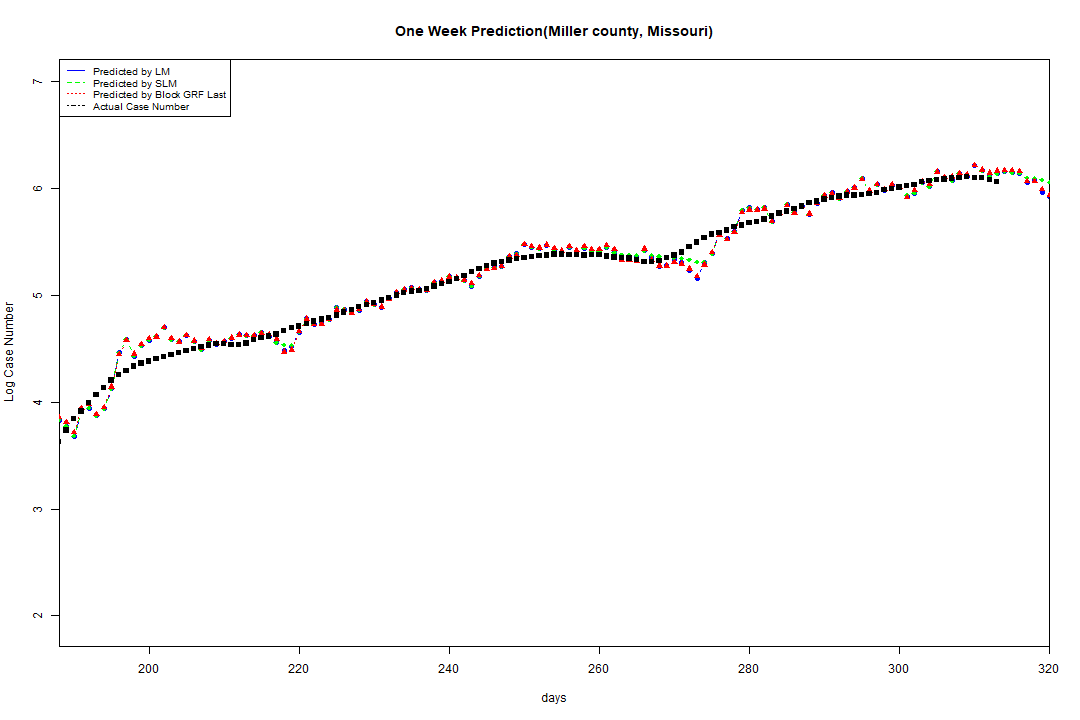 One Week Prediction(Miller county, Missouri)
Predicted by LM
Predicted by SLM
Predicted by Block GRF Last
Actual Case Number
7
6
5
4
3
2
Log Case Number
200 220 240 260 280 300 320
days